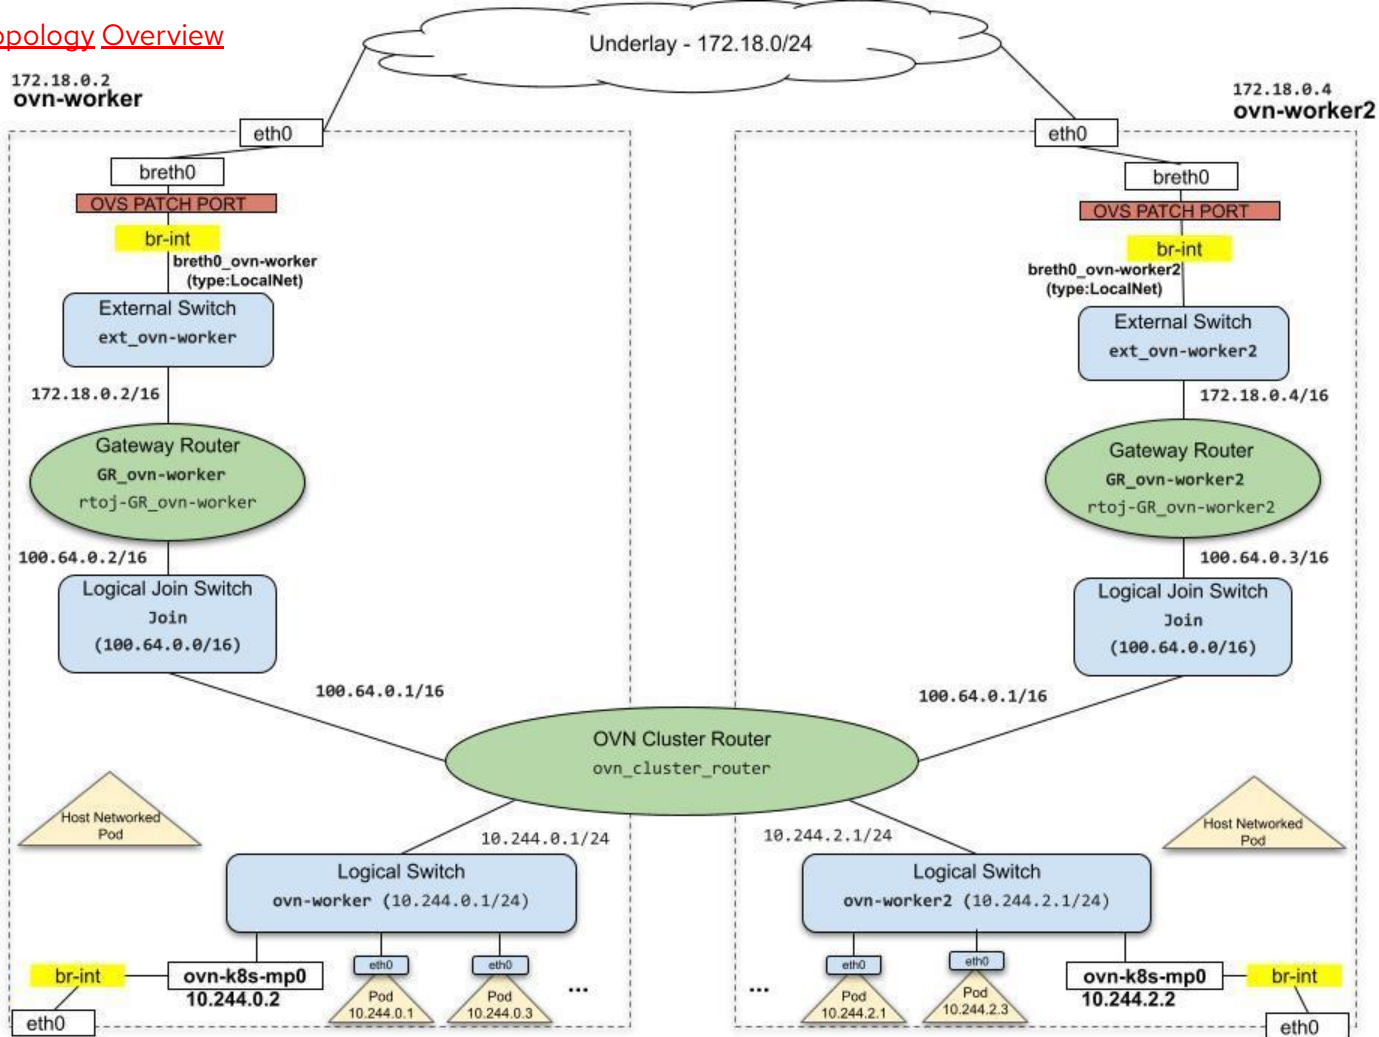 opology Overview
Underlay - 172.18.0/24
172.18.0.2
ovn-worker
172.18.0.4
ovn-worker2
eth0
eth0
breth0
breth0
OVS PATCH PORT
OVS PATCH PORT
br-int
br-int
breth0_ovn-worker
(type:LocalNet)
breth0_ovn-worker2
(type:LocalNet)
External Switch
ext_ovn-worker
External Switch
ext_ovn-worker2
172.18.0.2/16
172.18.0.4/16
Gateway Router
GR_ovn-worker
rtoj-GR_ovn-worker
Gateway Router
GR_ovn-worker2
rtoj-GR_ovn-worker2
100.64.0.2/16
100.64.0.3/16
Logical Join Switch
Join
(100.64.0.0/16)
Logical Join Switch
Join
(100.64.0.0/16)
100.64.0.1/16
100.64.0.1/16
OVN Cluster Router
ovn_cluster_router
Host Networked
Pod
Host Networked
Pod
10.244.0.1/24
10.244.2.1/24
Logical Switch
ovn-worker (10.244.0.1/24)
Logical Switch
ovn-worker2 (10.244.2.1/24)
br-int
ovn-k8s-mp0
10.244.0.2
eth0
eth0
eth0
Pod
10.244.0.1
Pod
10.244.0.3
...
...
eth0
eth0
Pod
10.244.2.1
Pod
10.244.2.3
ovn-k8s-mp0
10.244.2.2
br-int
eth0